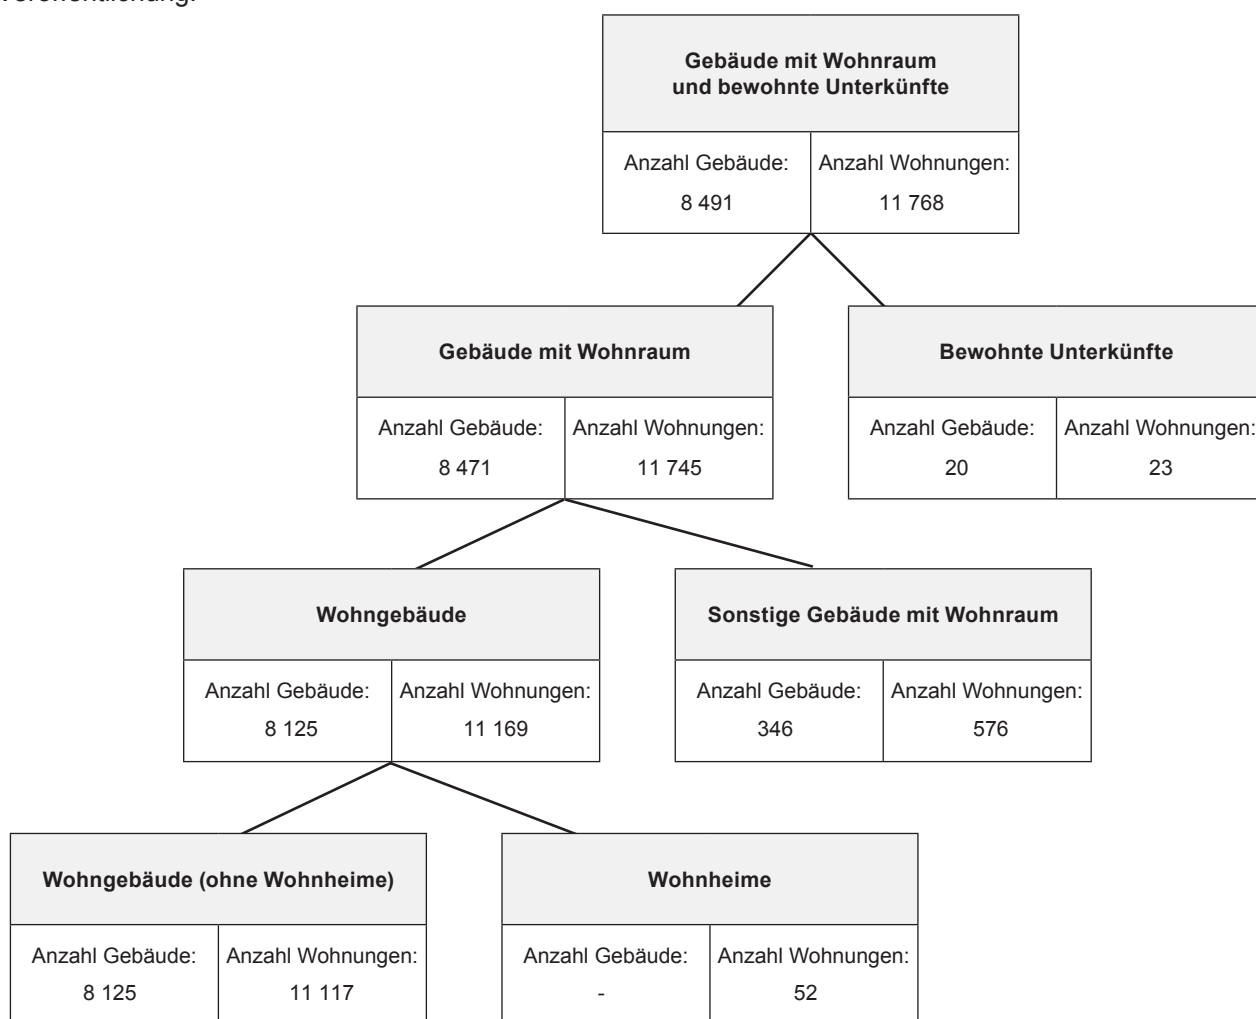 Veröffentlichung.
Gebäude mit Wohnraum
und bewohnte Unterkünfte
Anzahl Gebäude: Anzahl Wohnungen:
8 491 11 768
Gebäude mit Wohnraum Bewohnte Unterkünfte
Anzahl Gebäude: Anzahl Wohnungen: Anzahl Gebäude: Anzahl Wohnungen:
8 471 11 745 20 23
Wohngebäude Sonstige Gebäude mit Wohnraum
Anzahl Gebäude: Anzahl Wohnungen: Anzahl Gebäude: Anzahl Wohnungen:
8 125 11 169 346 576
Wohngebäude (ohne Wohnheime) Wohnheime
Anzahl Gebäude: Anzahl Wohnungen: Anzahl Gebäude: Anzahl Wohnungen:
8 125 11 117 - 52